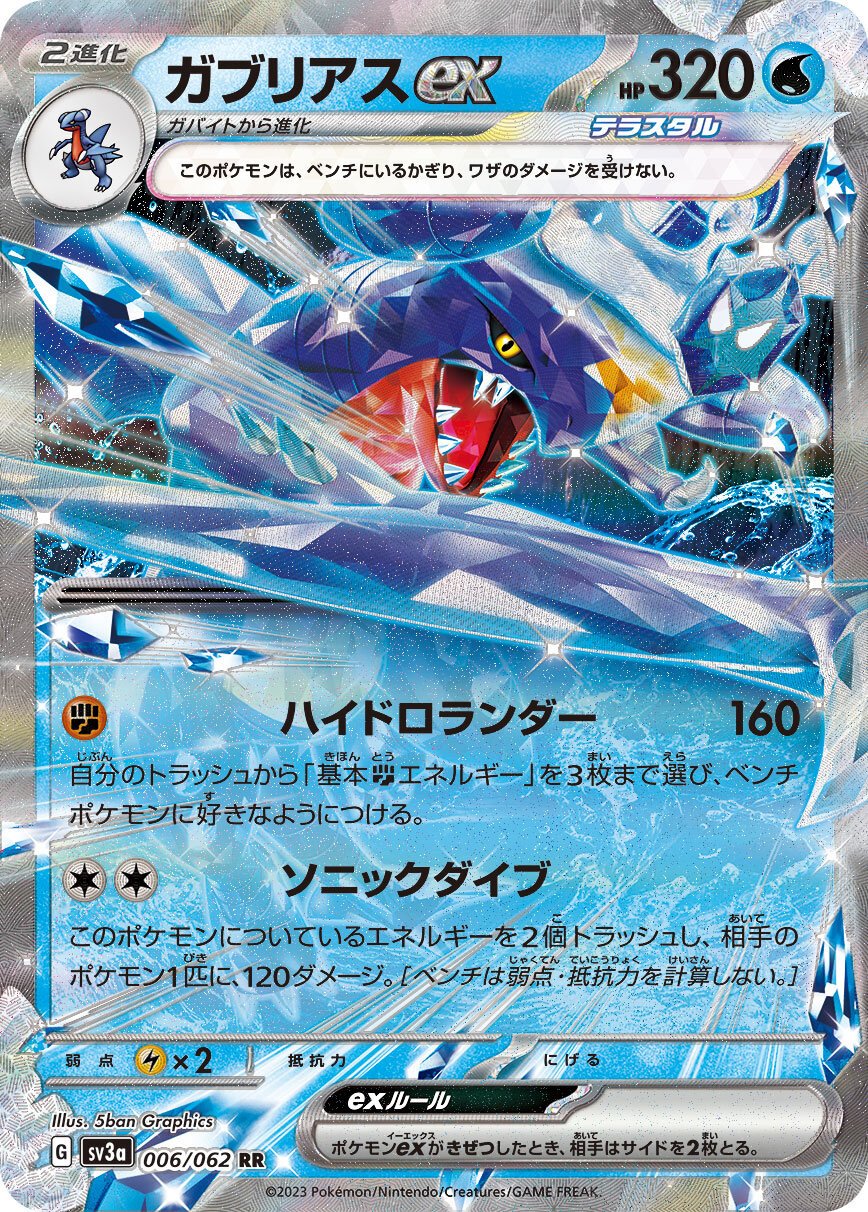 2進化
ガブリアスex
HP320
ガバイトから進化
テラスタル
このポケモンは、ベンチにいるかぎり、ワザのダメージを受けない。
ハイドロランダー 160
自分のトラッシュから「基本エネルギー」を3枚まで選び、ベンチ
ポケモンに好きなようにつける。
ソニックダイブ
このポケモンについているエネルギーを2個トラッシュし、相手の
ポケモン1匹に、120ダメージ。[ベンチは弱点・抵抗力を計算しない。]
弱点 ×2 抵抗力 にげる
exルール
ポケモンexがきぜつしたとき、相手はサイドを2枚とる。
Illus. 5ban Graphics
G sv3a 006/062 RR
©2023 Pokémon/Nintendo/Creatures/GAME FREAK.